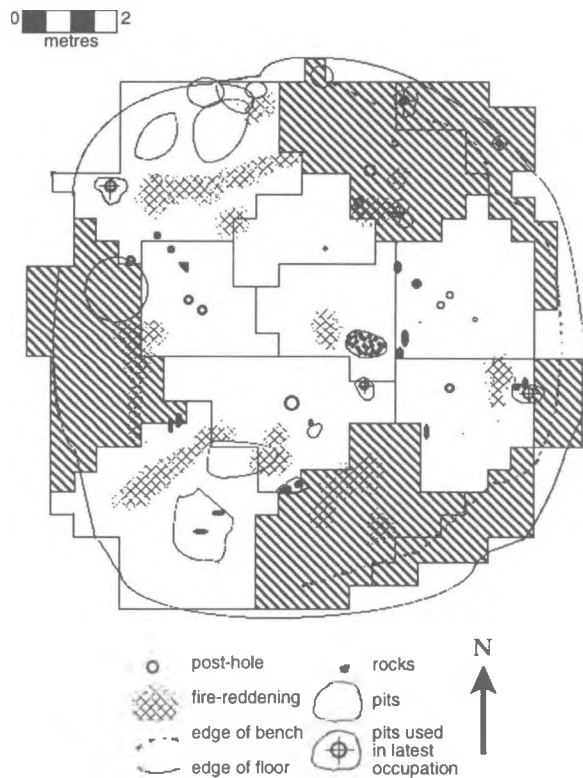 0 2
metres
N
post-hole
rocks
fire-reddening
pits
edge of bench
pits used
in latest
occupation
edge of floor